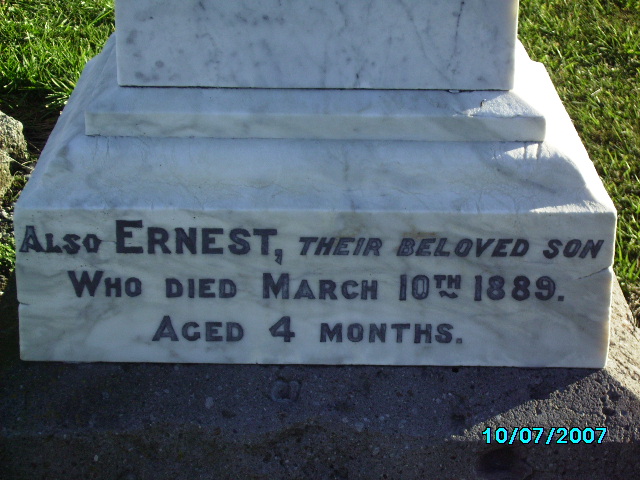 ALSO ERNEST, THEIR BELOVED SON
WHO DIED MARCH 10TH 1889.
AGED 4 MONTHS.
10/07/2007